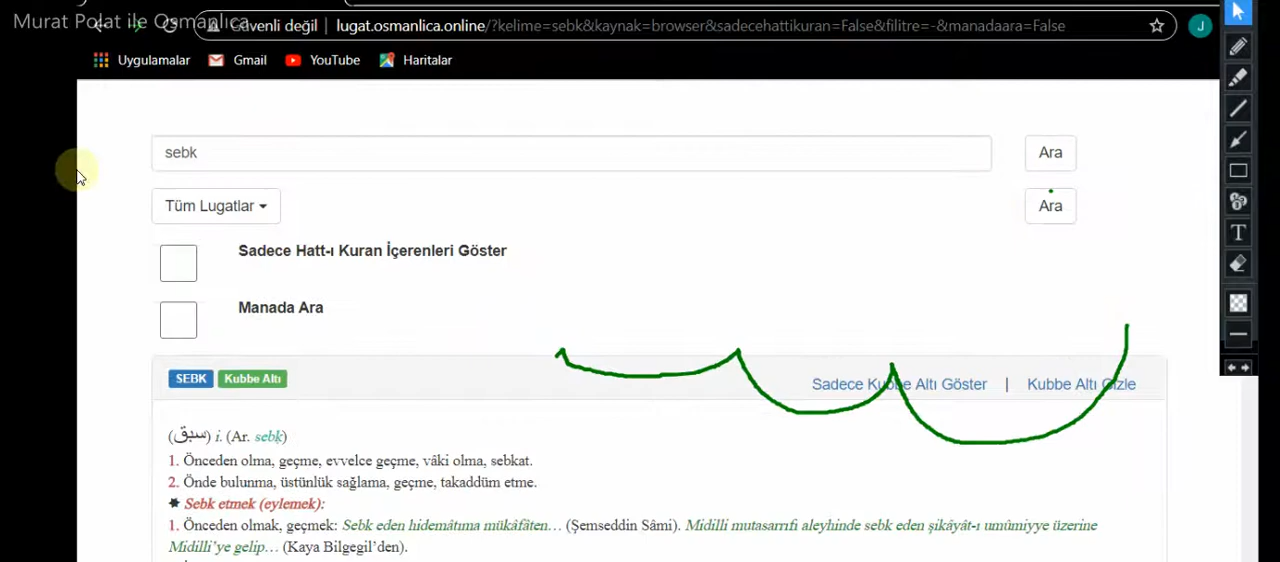 Murat Polat ile Osmanlıca
Güvenli değil | lugat.osmanlica.online/?kelime=sebk&kaynak=browser&sadecehattikuran=False&filitre=-&manadaara=False
J
Uygulamalar Gmail YouTube Haritalar
sebk Ara
Tüm Lugatlar Ara
Sadece Hatt-ı Kuran İçerenleri Göster
Manada Ara
SEBK Kubbe Altı Sadece Kubbe Altı Göster | Kubbe Altı Gizle
(سبق) i. (Ar. sebḳ)
1. Önceden olma, geçme, evvelce geçme, vâki olma, sebkat.
2. Önde bulunma, üstünlük sağlama, geçme, takaddüm etme.
✸ Sebk etmek (eylemek):
1. Önceden olmak, geçmek: Sebk eden hidemâtıma mükâfâten… (Şemseddin Sâmi). Midilli mutasarrıfı aleyhinde sebk eden şikâyât-ı umûmiyye üzerine
Midilli’ye gelip… (Kaya Bilgegil’den).